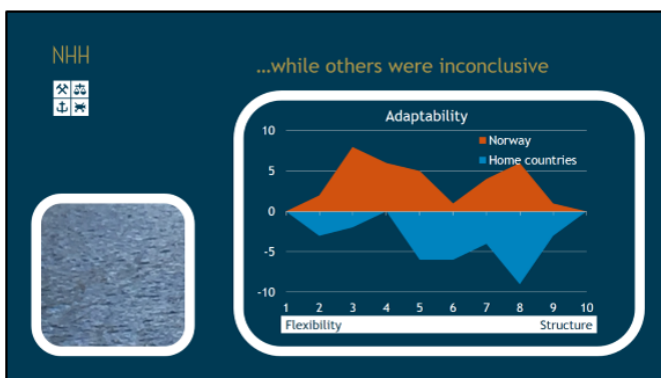 NHH
...while others were inconclusive
Adaptability
10
Norway
Home countries
5
0
-5
-10
1 2 3 4 5 6 7 8 9 10
Flexibility Structure